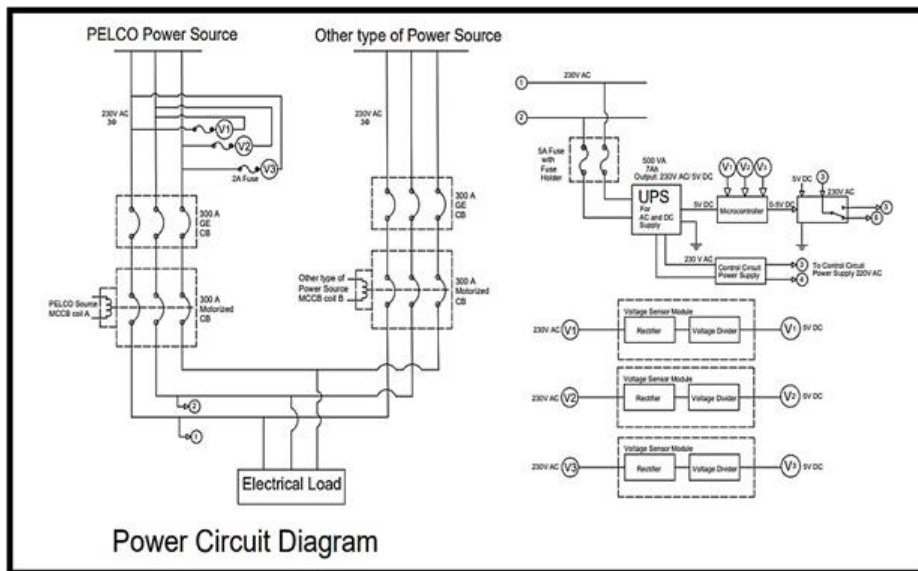 PELCO Power Source
Other type of Power Source
230V AC
3Φ
V1
V2
V3
2A Fuse
300 A
GE
CB
PELCO Source
MCCB coil A
300 A
Motorized
CB
230V AC
3Φ
300 A
GE
CB
Other type of
Power Source
MCCB coil B
300 A
Motorized
CB
2
1
Electrical Load
Power Circuit Diagram
1
230V AC
2
5A Fuse
with
Fuse
Holder
500 VA
7Ah
Output: 230V AC/ 5V DC
UPS
For
AC and DC
Supply
5V DC
V1
V2
V3
Microcontroller
0-5V DC
5V DC
3
230V AC
5
6
230 V AC
Control Circuit
Power Supply
3
4
To Control Circuit
Power Supply 220V AC
Voltage Sensor Module
230V AC
V1
Rectifier
Voltage Divider
V1
5V DC
Voltage Sensor Module
230V AC
V2
Rectifier
Voltage Divider
V2
5V DC
Voltage Sensor Module
230V AC
V3
Rectifier
Voltage Divider
V3
5V DC